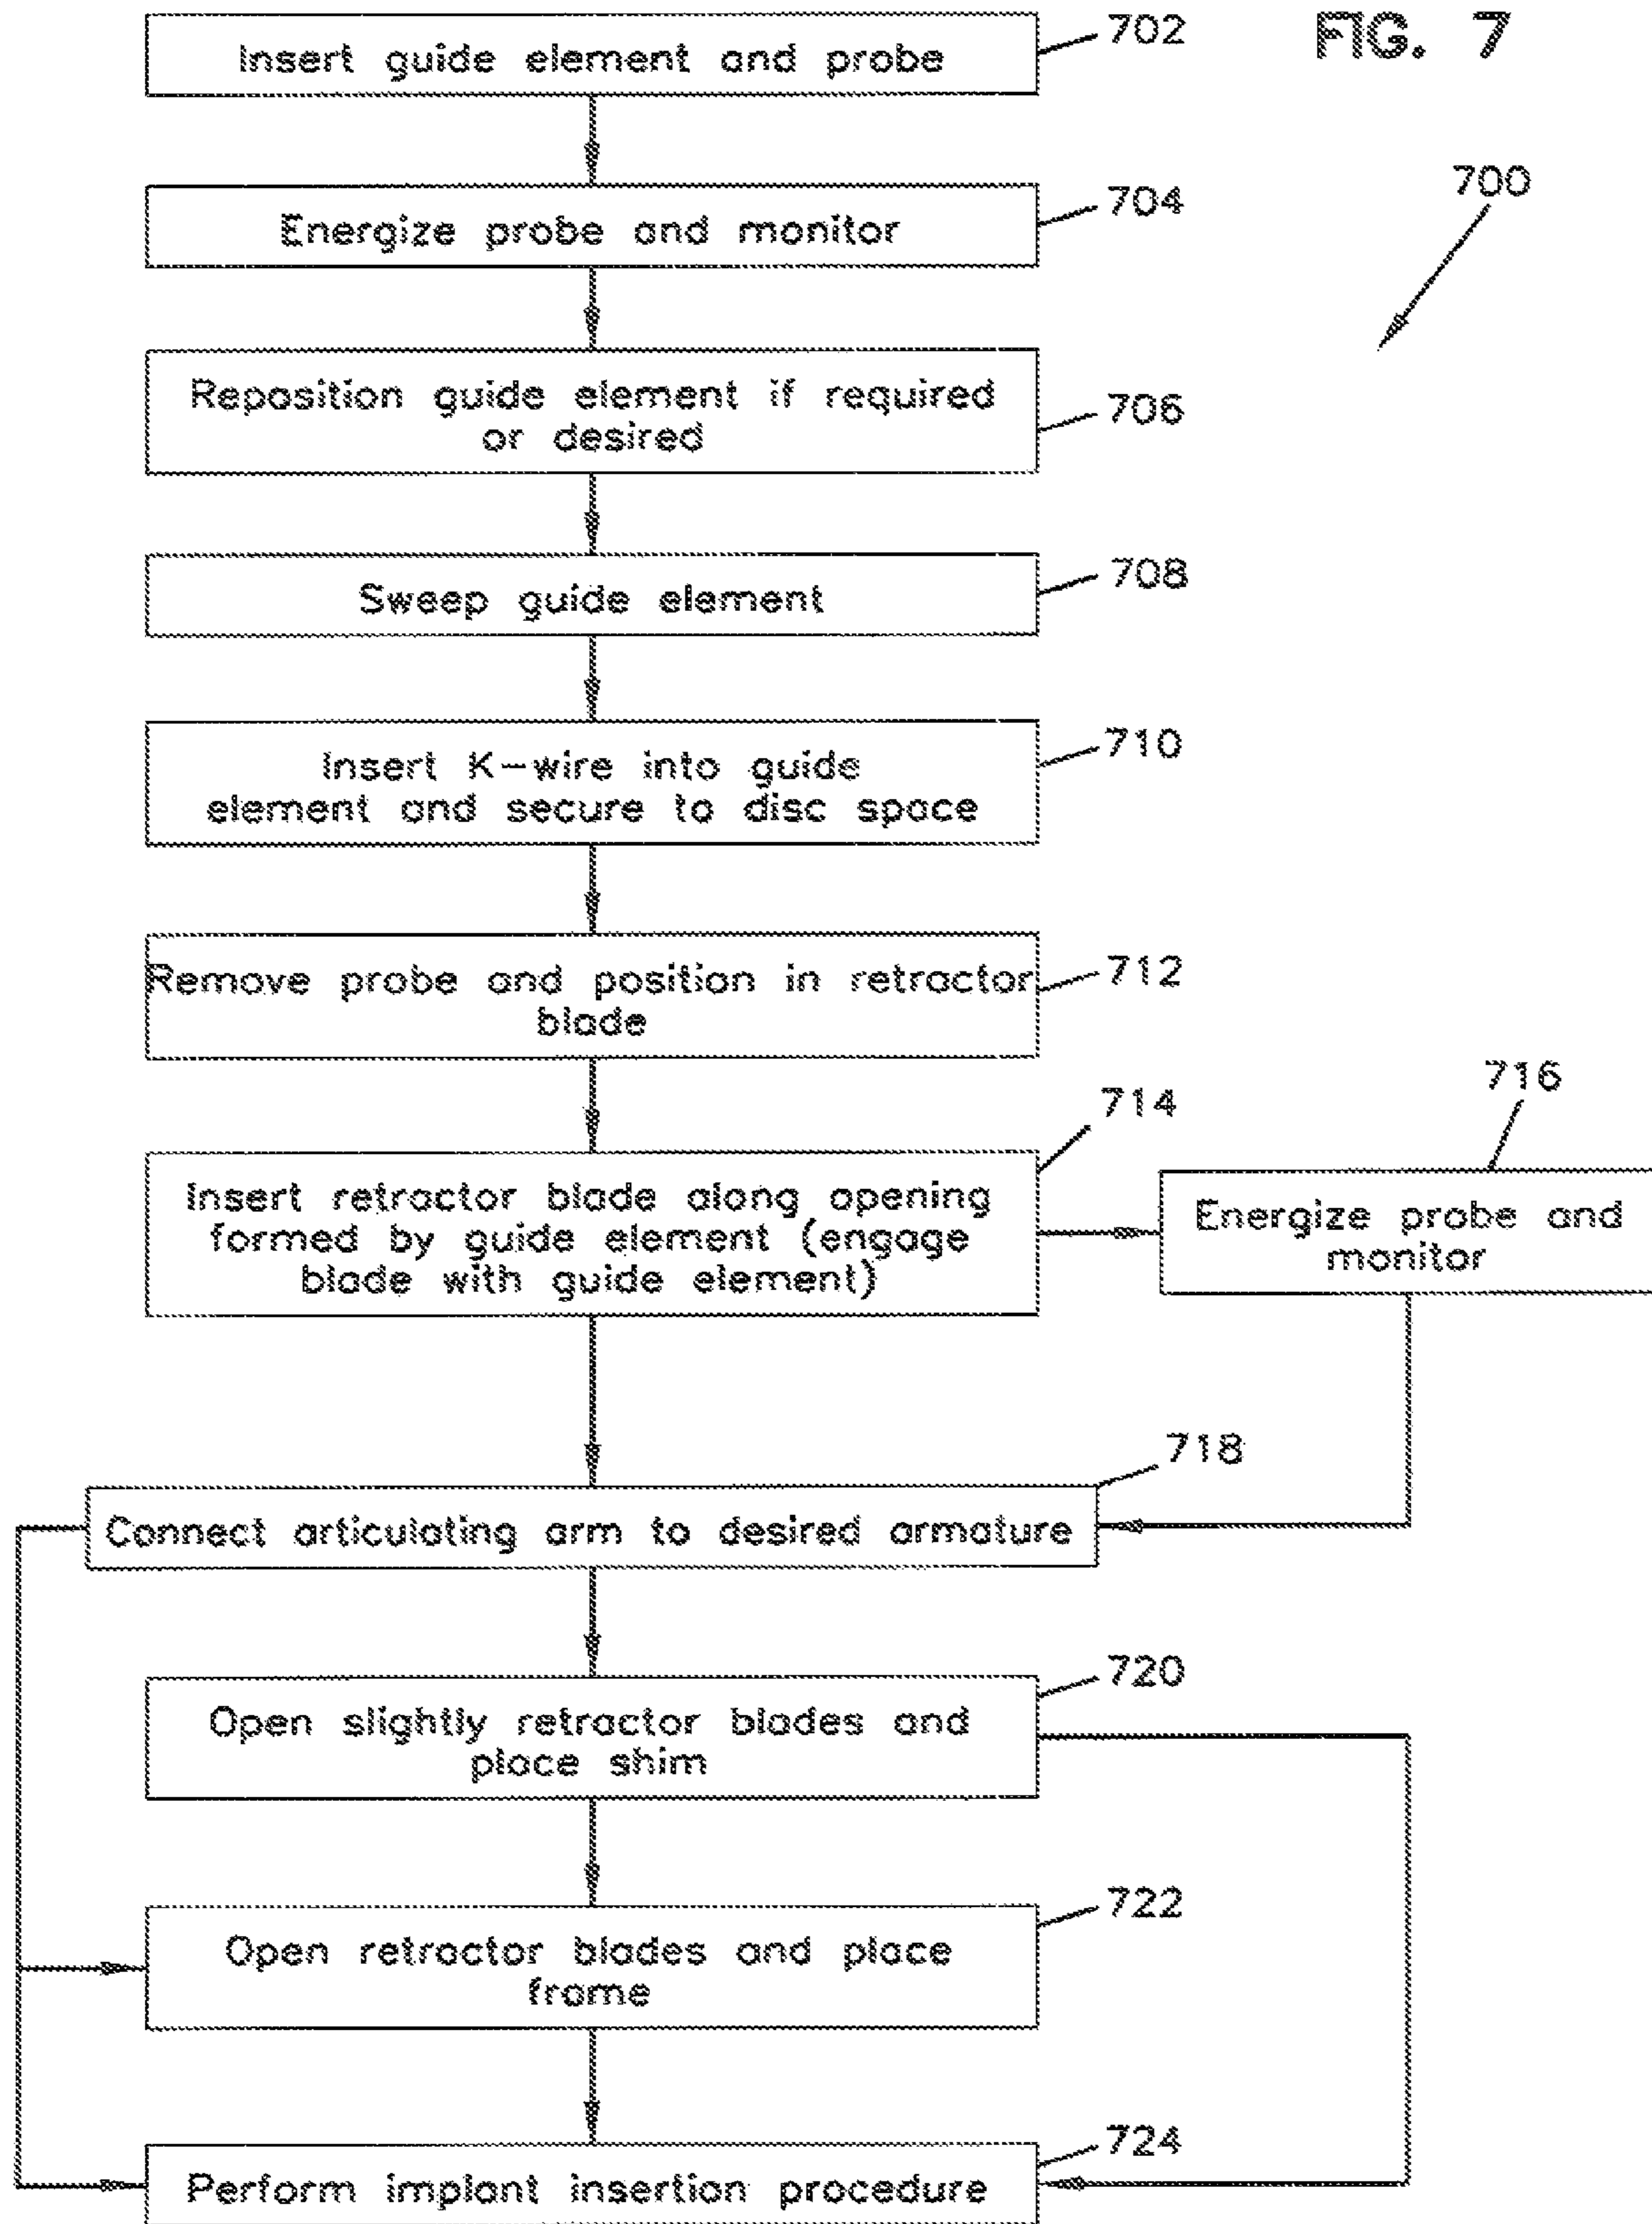 FIG. 7
700
Insert guide element and probe
702
Energize probe and monitor
704
Reposition guide element if required
or desired
706
Sweep guide element
708
Insert K-wire into guide
element and secure to disc space
710
Remove probe and position in retractor
blade
712
Insert retractor blade along opening
formed by guide element (engage
blade with guide element)
714
Energize probe and
monitor
716
Connect articulating arm to desired armature
718
Open slightly retractor blades and
place shim
720
Open retractor blades and place
frame
722
Perform implant insertion procedure
724